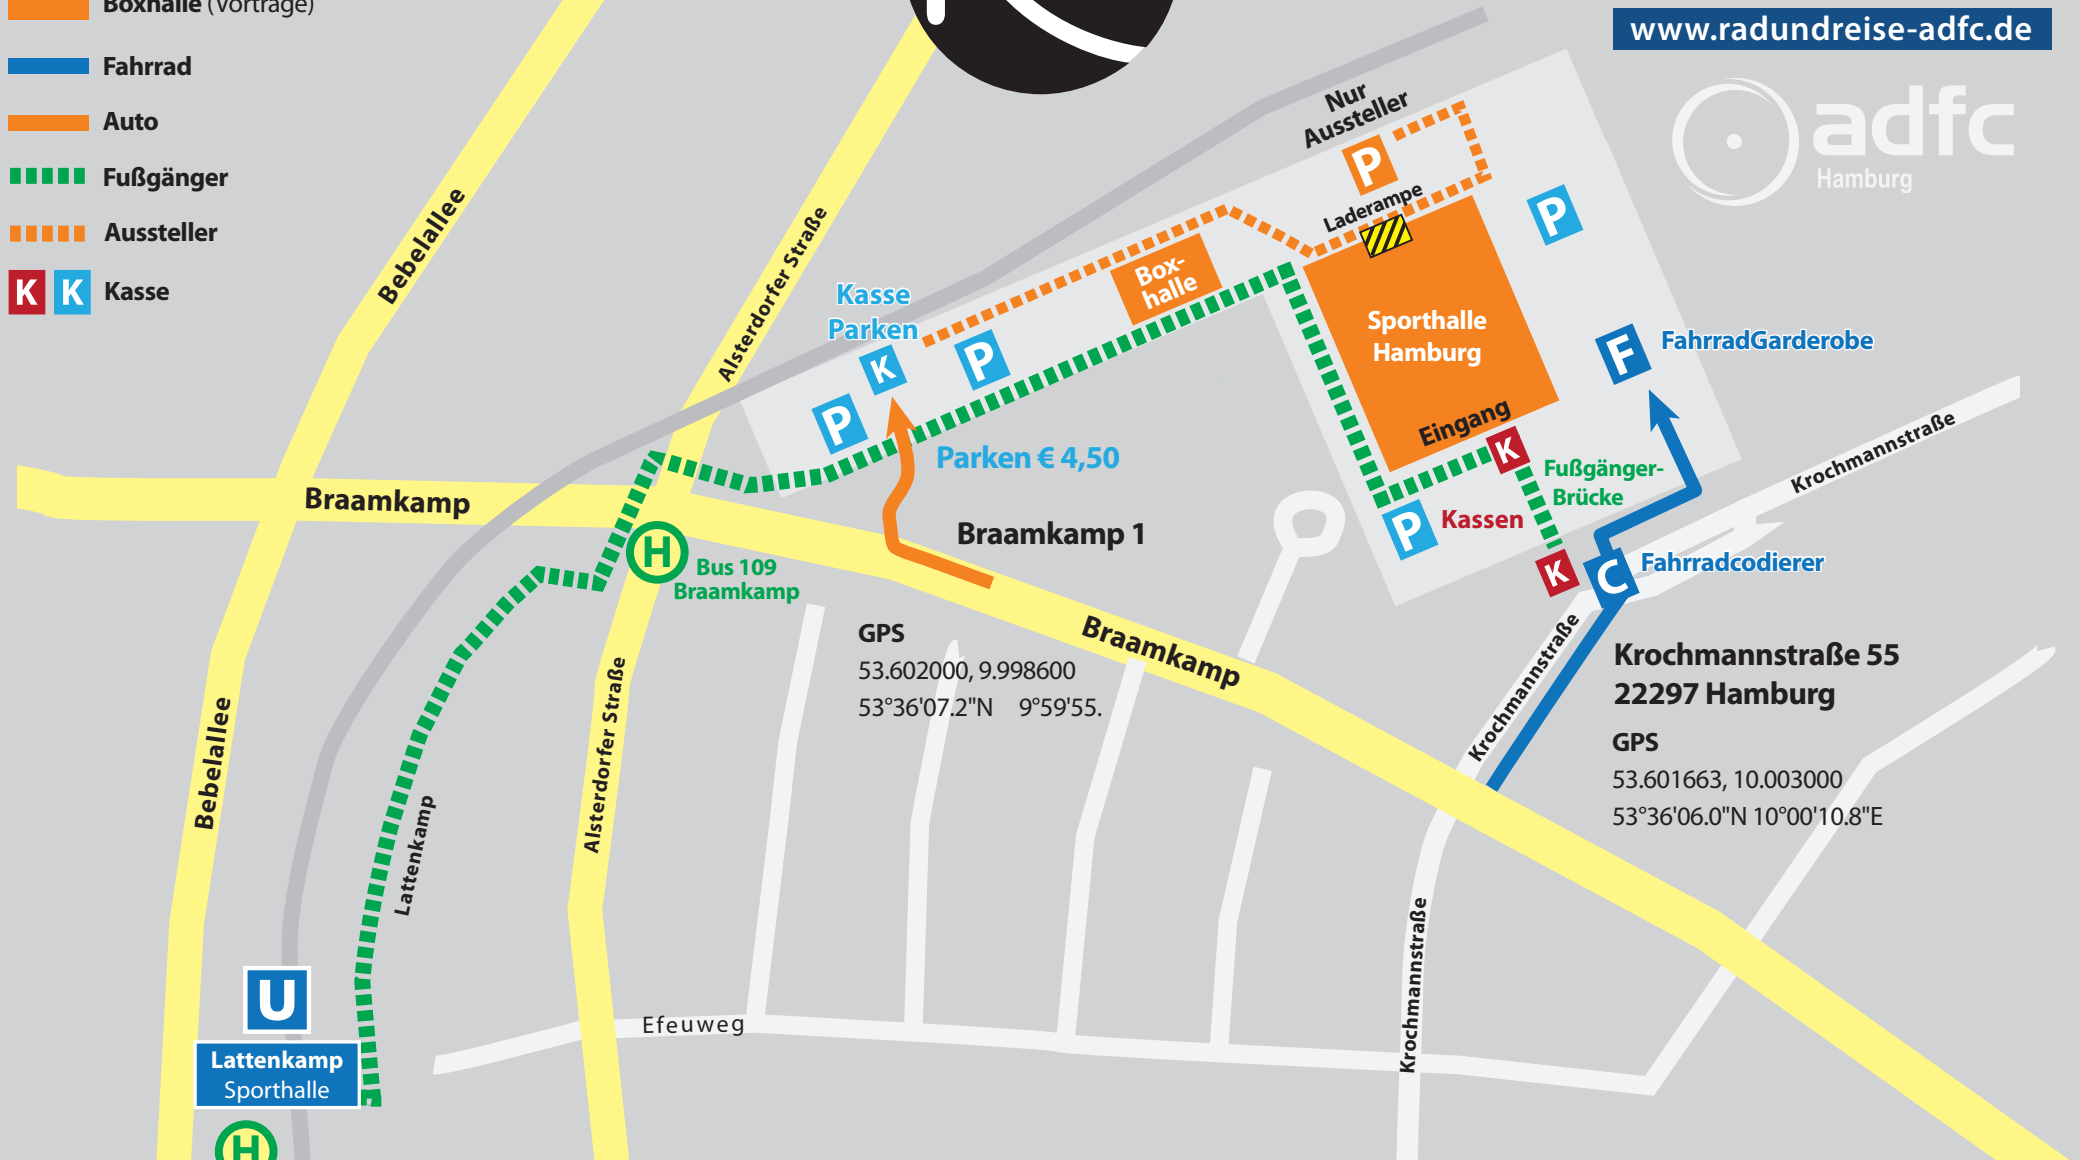 Boxhalle (Vorträge)
Fahrrad
Auto
Fußgänger
Aussteller
K K Kasse
www.radundreise-adfc.de
adfc
Hamburg
Bebelallee
Alsterdorfer Straße
Nur
Aussteller
P
Laderampe
P
Box-
halle
Kasse
Parken
K
P
P
Sporthalle
Hamburg
Eingang
F
FahrradGarderobe
Parken € 4,50
K
Fußgänger-
Brücke
Kassen
P
K
C
Fahrradcodierer
Krochmannstraße
Braamkamp
H
Bus 109
Braamkamp
Braamkamp 1
GPS
53.602000, 9.998600
53°36'07.2"N 9°59'55.
Braamkamp
Krochmannstraße
Krochmannstraße 55
22297 Hamburg
GPS
53.601663, 10.003000
53°36'06.0"N 10°00'10.8"E
Bebelallee
Lattenkamp
Alsterdorfer Straße
Krochmannstraße
Efeuweg
U
Lattenkamp
Sporthalle
H